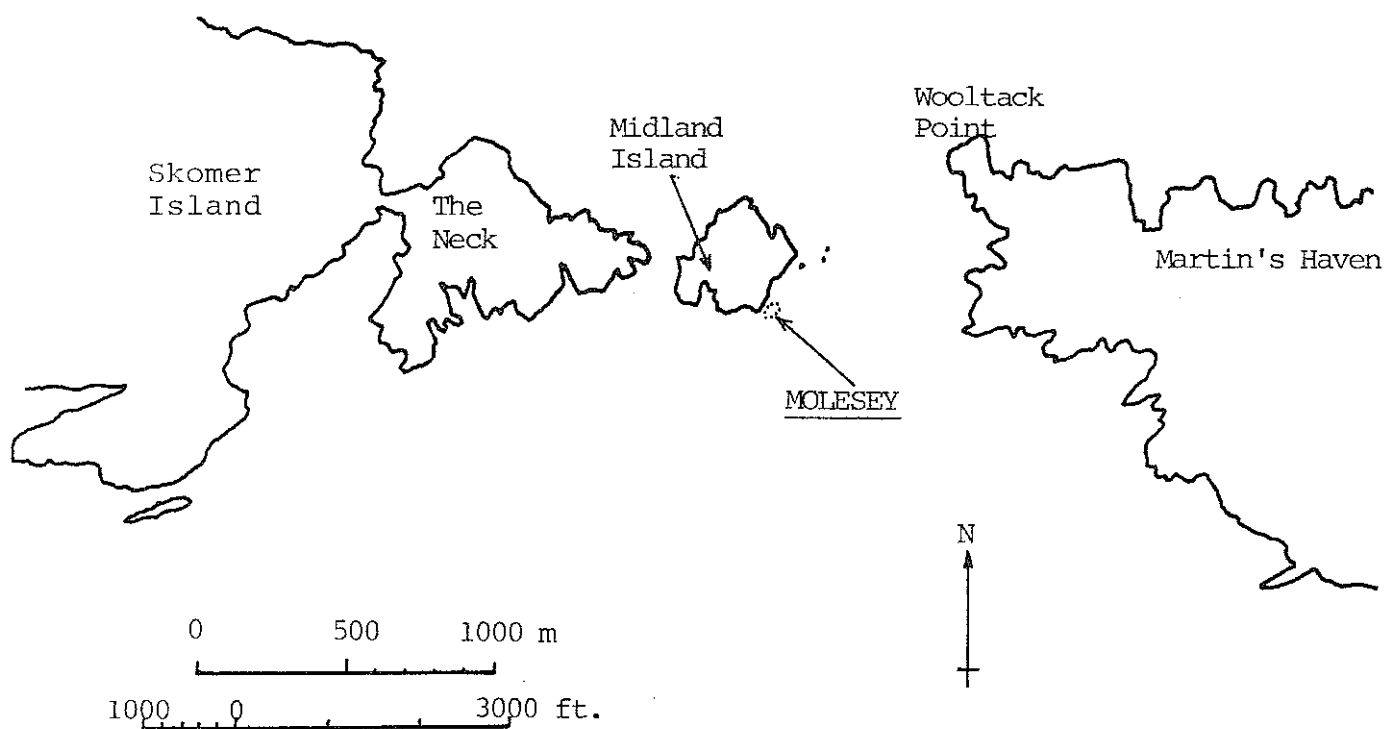 Wooltack
Point
Midland
Island
Skomer
Island
The
Neck
Martin's Haven
MOLESEY
N
0 500 1000 m
1000 0 3000 ft.